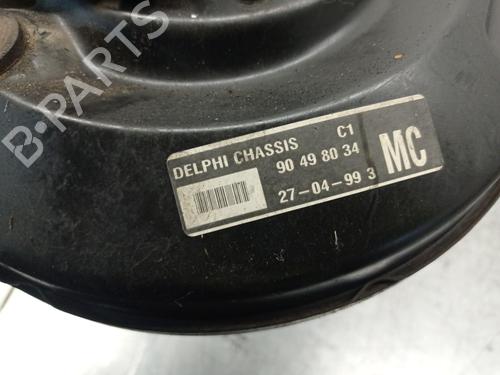 B-PARTS
DELPHI CHASSIS C1
90 49 80 34
27-04-99 3
MC